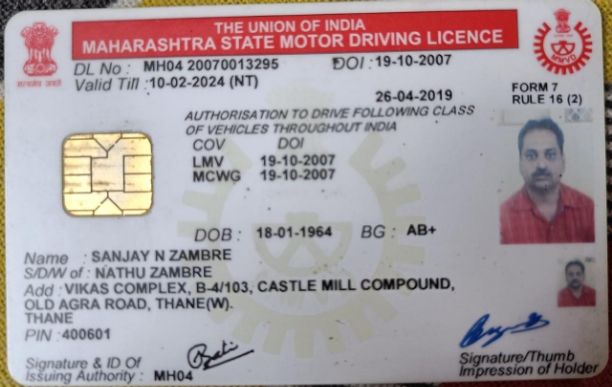 THE UNION OF INDIA
MAHARASHTRA STATE MOTOR DRIVING LICENCE
DL No : MH04 20070013295 DOI : 19-10-2007
Valid Till : 10-02-2024 (NT)
26-04-2019
FORM 7
RULE 16 (2)
AUTHORISATION TO DRIVE FOLLOWING CLASS
OF VEHICLES THROUGHOUT INDIA
COV DOI
LMV 19-10-2007
MCWG 19-10-2007
DOB : 18-01-1964 BG : AB+
Name : SANJAY N ZAMBRE
S/D/W of : NATHU ZAMBRE
Add : VIKAS COMPLEX, B-4/103, CASTLE MILL COMPOUND,
OLD AGRA ROAD, THANE(W).
THANE
PIN : 400601
Signature & ID Of
Issuing Authority : MH04
Signature/Thumb
Impression of Holder
सत्यमेव जयते
MMVD